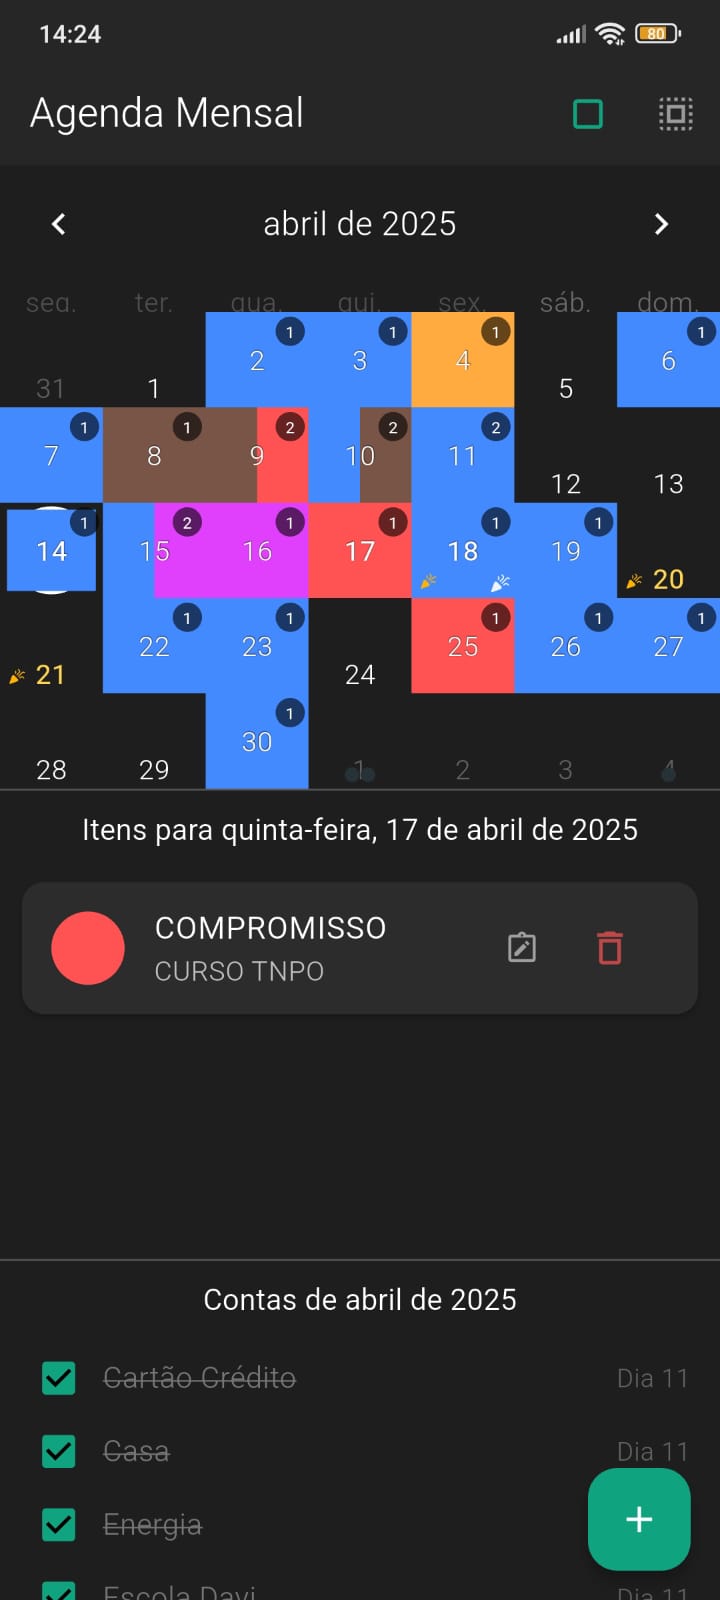 14:24
80
Agenda Mensal
abril de 2025
seg. ter. qua. qui. sex. sáb. dom.
1 1 1 1
31 1 2 3 4 5 6
1 1 2 2 2
7 8 9 10 11 12 13
1 2 1 1 1 1
14 15 16 17 18 19 20
1 1 1 1 1
21 22 23 24 25 26 27
1
28 29 30 1 2 3 4
Itens para quinta-feira, 17 de abril de 2025
COMPROMISSO
CURSO TNPO
Contas de abril de 2025
Cartão Crédito Dia 11
Casa Dia 11
Energia
Escola Davi Dia 11